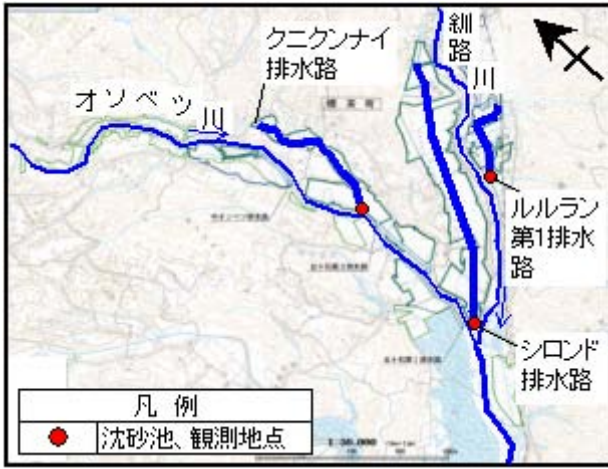 クニクンナイ
排水路
オソベツ川
釧路川
ルルラン
第1排水
路
シロンド
排水路
凡 例
沈砂池、観測地点